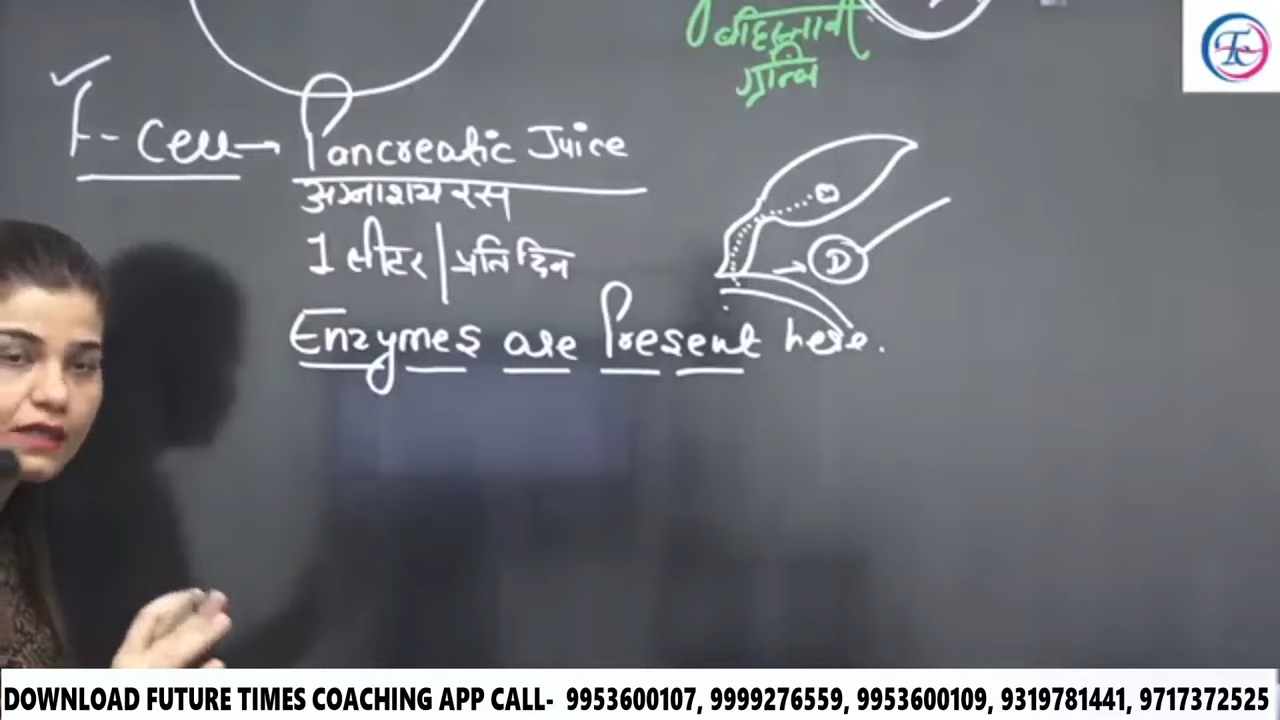 बहिस्त्रावी
ग्रन्थि
F - Cell → Pancreatic Juice
अग्नाशय रस
1 लीटर | प्रति दिन
D
Enzymes are Present here.
DOWNLOAD FUTURE TIMES COACHING APP CALL- 9953600107, 9999276559, 9953600109, 9319781441, 9717372525